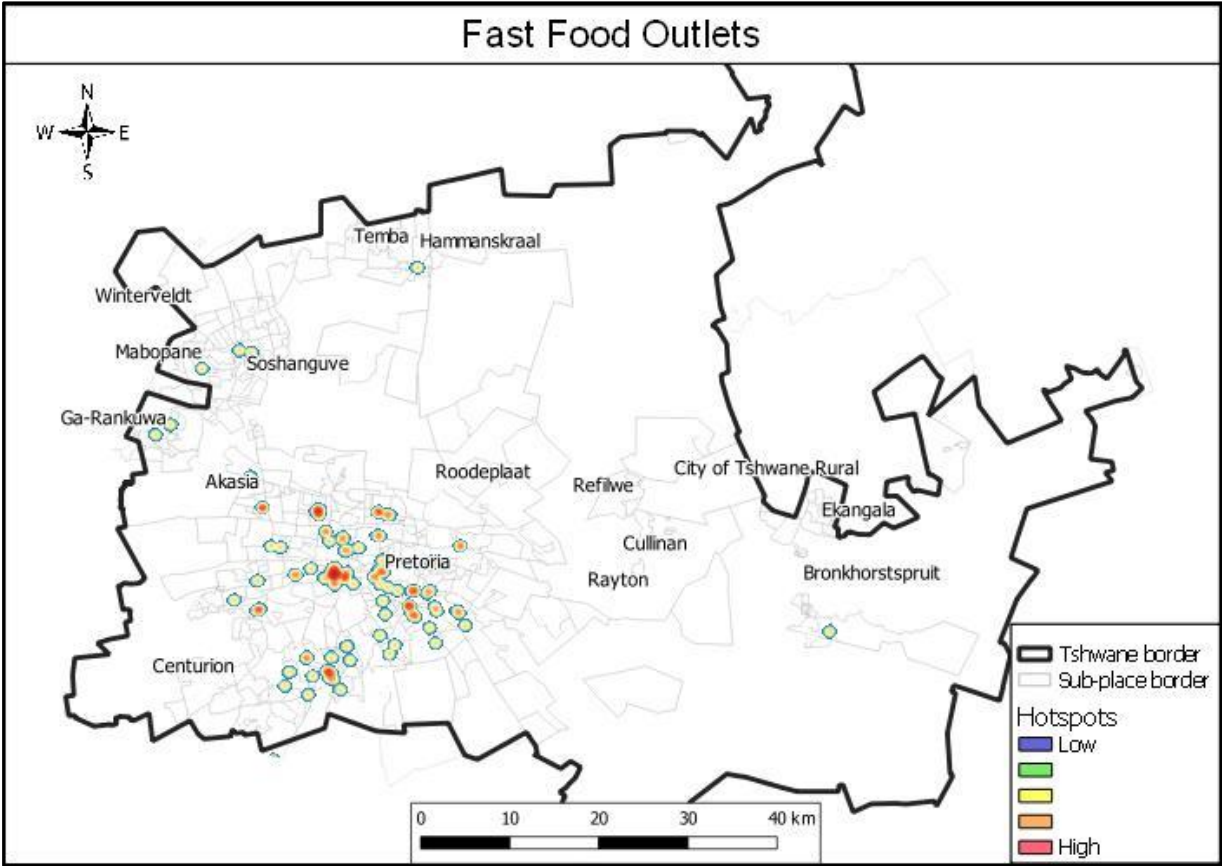 Fast Food Outlets
N
W E
S
Temba
Hammanskraal
Winterveldt
Mabopane
Soshanguve
Ga-Rankuwa
Akasia
Roodeplaat
Refilwe
City of Tshwane Rural
Ekangala
Cullinan
Pretoria
Rayton
Bronkhorstspruit
Centurion
Tshwane border
Sub-place border
Hotspots
Low
High
0 10 20 30 40 km